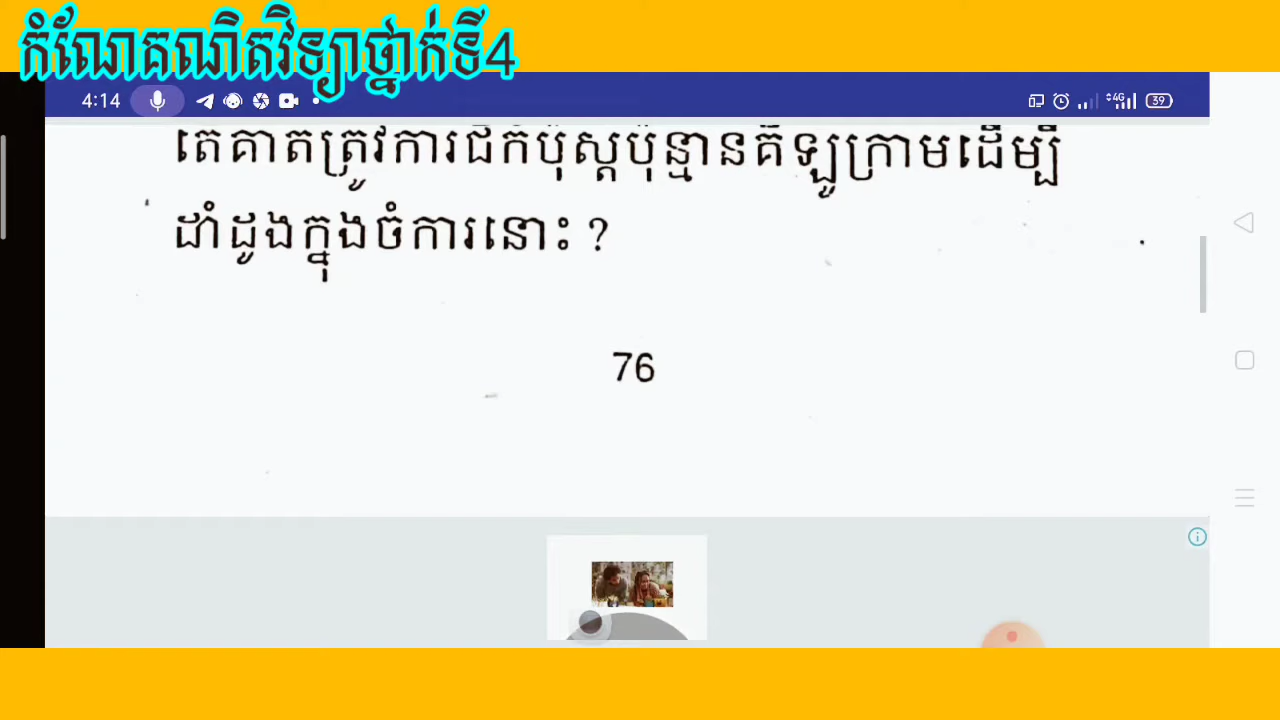 កំណែគណិតវិទ្យាថ្នាក់ទី4
4:14
4G
39
តេគាតត្រូវការជីកំប៉ុស្តប៉ុន្មានគីឡូក្រាមដើម្បី
ដាំដូងក្នុងចំការនោះ ?
76